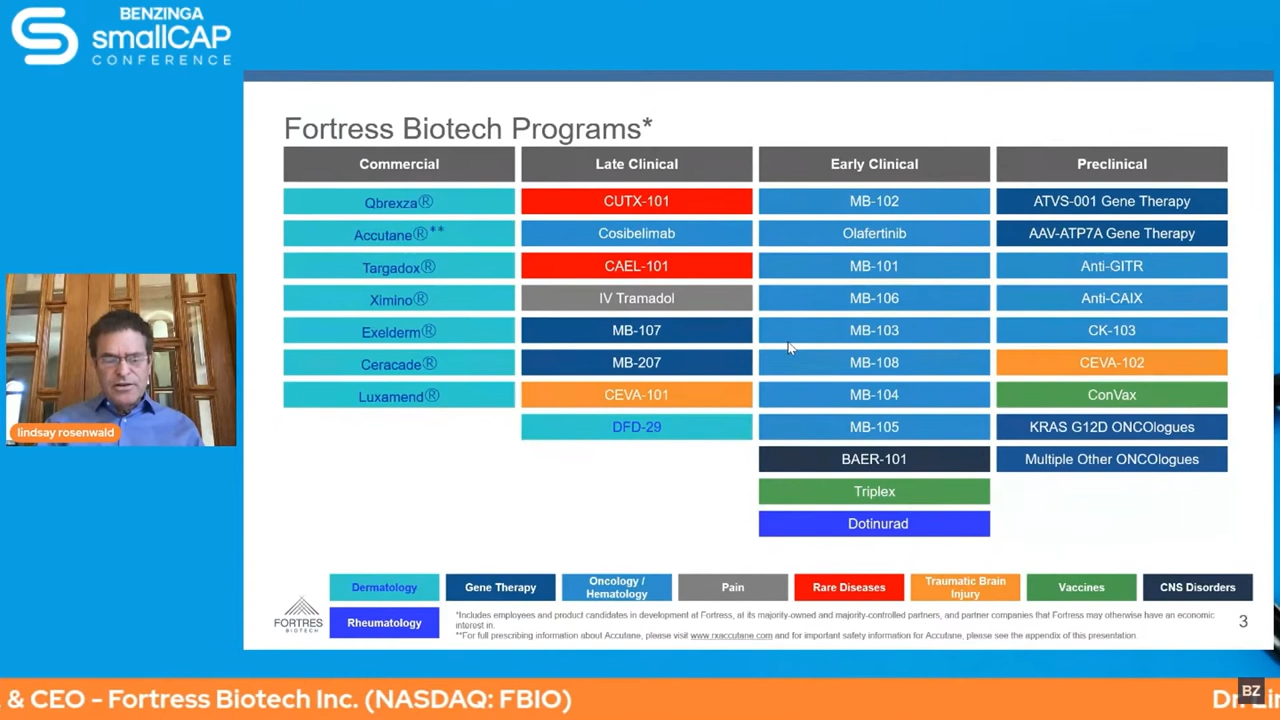 BENZINGA
smallCAP
CONFERENCE
Fortress Biotech Programs*
Commercial
Late Clinical
Early Clinical
Preclinical
Qbrexza®
CUTX-101
MB-102
ATVS-001 Gene Therapy
Accutane®**
Cosibelimab
Olafertinib
AAV-ATP7A Gene Therapy
Targadox®
CAEL-101
MB-101
Anti-GITR
Ximino®
IV Tramadol
MB-106
Anti-CAIX
Exelderm®
MB-107
MB-103
CK-103
Ceracade®
MB-207
MB-108
CEVA-102
Luxamend®
CEVA-101
MB-104
ConVax
DFD-29
MB-105
KRAS G12D ONCOlogues
BAER-101
Multiple Other ONCOlogues
Triplex
Dotinurad
lindsay rosenwald
Dermatology
Gene Therapy
Oncology /
Hematology
Pain
Rare Diseases
Traumatic Brain
Injury
Vaccines
CNS Disorders
Rheumatology
FORTRESS
BIOTECH
*Includes employees and product candidates in development at Fortress, at its majority-owned and majority-controlled partners, and partner companies that Fortress may otherwise have an economic
interest in.
**For full prescribing information about Accutane, please visit www.rxaccutane.com and for important safety information for Accutane, please see the appendix of this presentation.
3
& CEO - Fortress Biotech Inc. (NASDAQ: FBIO)
BZ